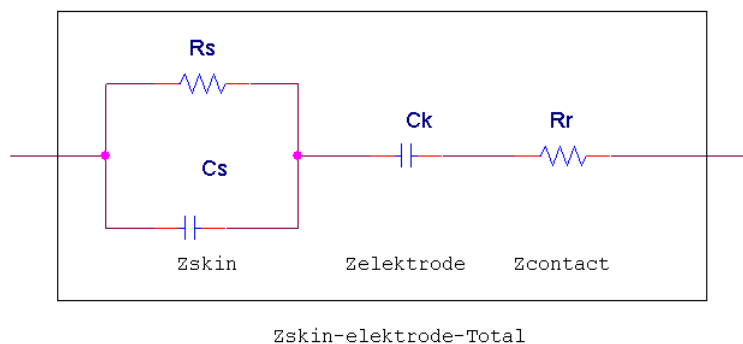 Rs
Ck
Rr
Cs
Zskin
Zelektrode
Zcontact
Zskin-elektrode-Total